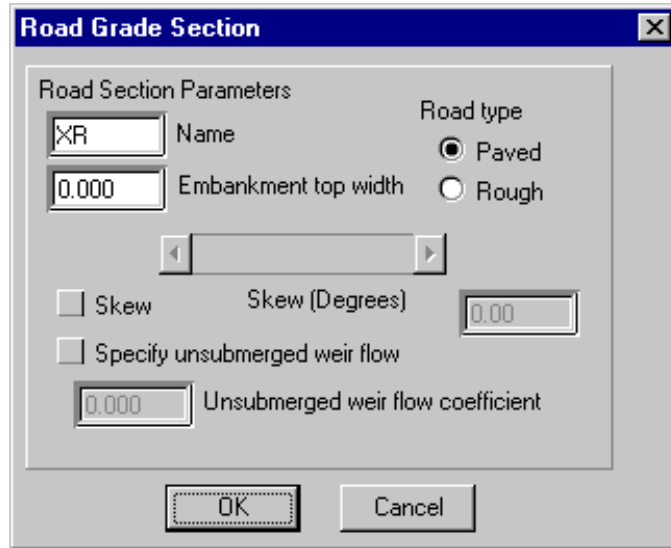 Road Grade Section
Road Section Parameters
XR Name
0.000 Embankment top width
Road type
Paved
Rough
Skew
Skew (Degrees)
0.00
Specify unsubmerged weir flow
0.000 Unsubmerged weir flow coefficient
OK
Cancel